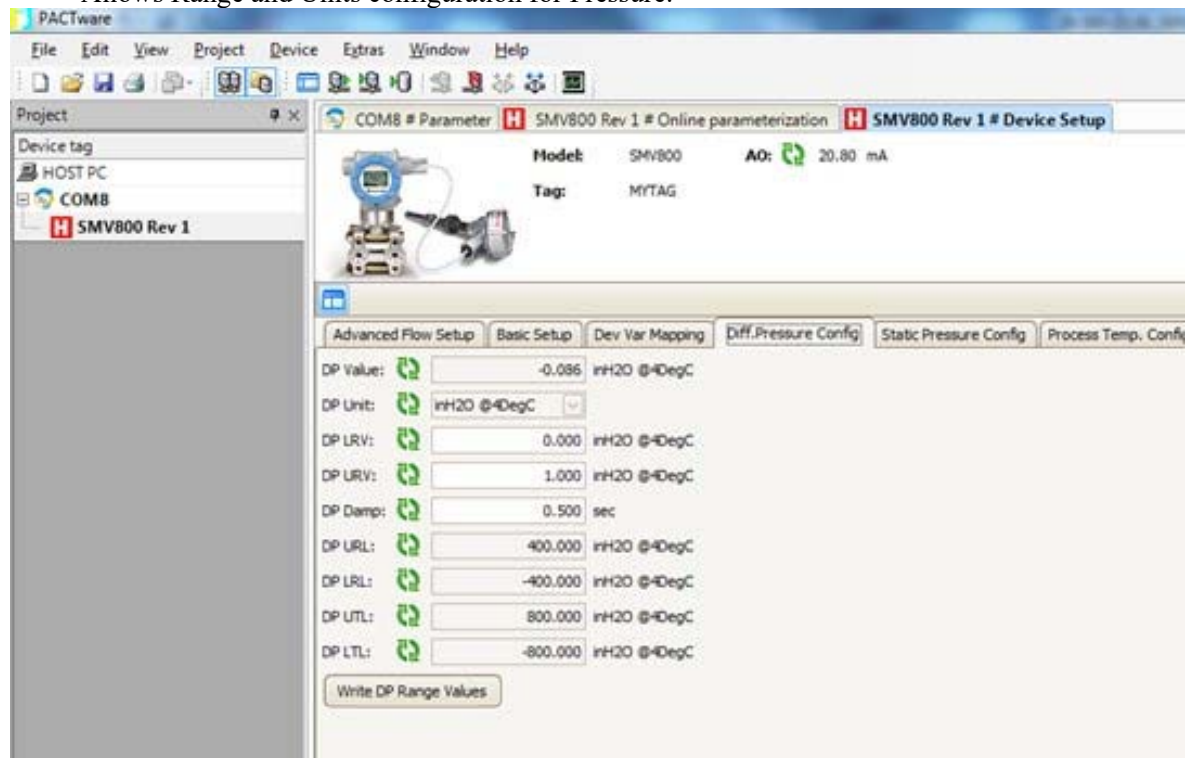 Allows Range and Units configuration for Pressure.
PACTware
File Edit View Project Device Extras Window Help
Project
COM8 # Parameter SMV800 Rev 1 # Online parameterization SMV800 Rev 1 # Device Setup
Device tag
HOST PC
COM8
SMV800 Rev 1
Model: SMV800 AO: 20.80 mA
Tag: MYTAG
Advanced Flow Setup Basic Setup Dev Var Mapping Diff.Pressure Config Static Pressure Config Process Temp. Config
DP Value: -0.086 inH2O @4DegC
DP Unit: inH2O @4DegC
DP LRV: 0.000 inH2O @4DegC
DP URV: 1.000 inH2O @4DegC
DP Damp: 0.500 sec
DP URL: 400.000 inH2O @4DegC
DP LRL: -400.000 inH2O @4DegC
DP UTL: 800.000 inH2O @4DegC
DP LTL: -800.000 inH2O @4DegC
Write DP Range Values